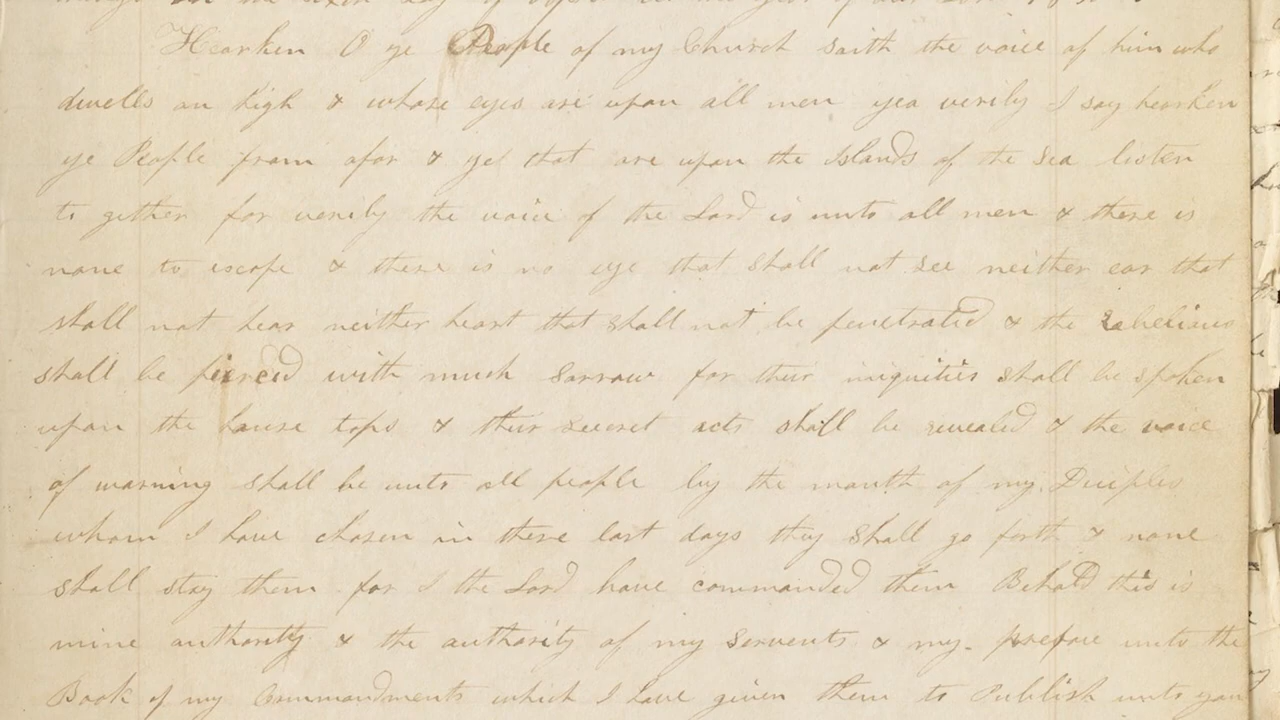 Hearken O ye People of my Church saith the voice of him who
dwells on high & whose eyes are upon all men yea verily I say hearken
ye People from afar & ye that are upon the Islands of the sea listen
to gether for verily the voice of the Lord is unto all men & there is
none to escape & there is no eye that shall not see neither ear that
shall not hear neither heart that shall not be penetrated & the rebelious
shall be pierced with much sorrow for their iniquities shall be spoken
upon the house tops & their secret acts shall be revealed & the voice
of warning shall be unto all people by the mouth of my Diciples
whom I have chosen in these last days they shall go forth & none
shall stay them for I the Lord have commanded them Behold this is
mine authority & the authority of my Servents & my preface unto the
Book of my Commandments which I have given them to Publish unto you